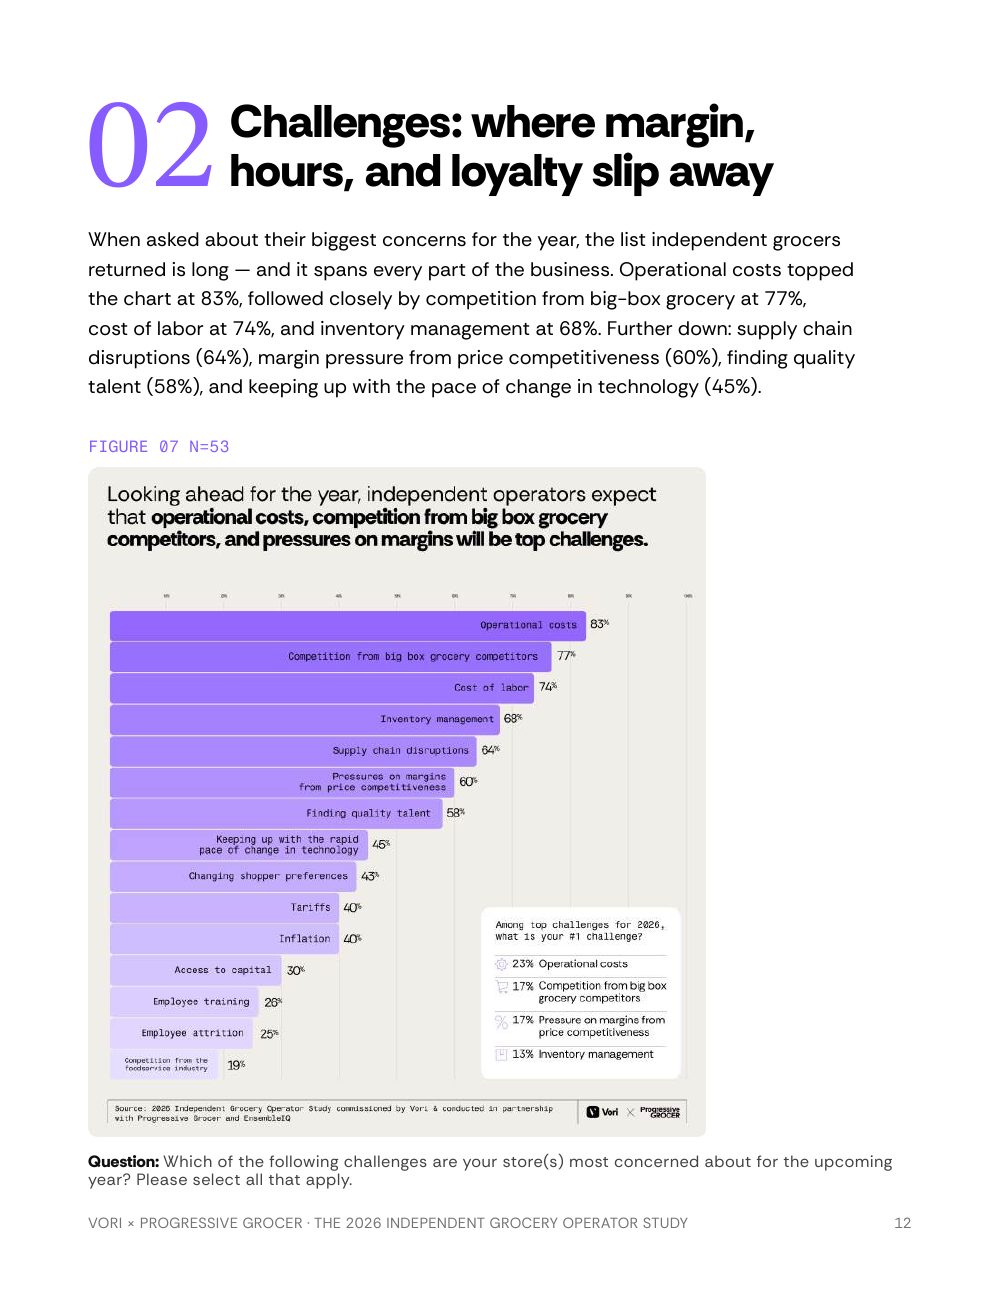 02
Challenges: where margin,
hours, and loyalty slip away
When asked about their biggest concerns for the year, the list independent grocers
returned is long — and it spans every part of the business. Operational costs topped
the chart at 83%, followed closely by competition from big-box grocery at 77%,
cost of labor at 74%, and inventory management at 68%. Further down: supply chain
disruptions (64%), margin pressure from price competitiveness (60%), finding quality
talent (58%), and keeping up with the pace of change in technology (45%).
FIGURE 07 N=53
Looking ahead for the year, independent operators expect
that operational costs, competition from big box grocery
competitors, and pressures on margins will be top challenges.
10% 20% 30% 40% 50% 60% 70% 80% 90% 100%
Operational costs 83%
Competition from big box grocery competitors 77%
Cost of labor 74%
Inventory management 68%
Supply chain disruptions 64%
Pressures on margins
from price competitiveness 60%
Finding quality talent 58%
Keeping up with the rapid
pace of change in technology 45%
Changing shopper preferences 43%
Tariffs 40%
Inflation 40%
Access to capital 30%
Employee training 26%
Employee attrition 25%
Competition from the
foodservice industry 19%
Among top challenges for 2026,
what is your #1 challenge?
23% Operational costs
17% Competition from big box
grocery competitors
17% Pressure on margins from
price competitiveness
13% Inventory management
Source: 2026 Independent Grocery Operator Study commissioned by Vori & conducted in partnership
with Progressive Grocer and EnsembleIQ
Vori × Progressive
GROCER
Question: Which of the following challenges are your store(s) most concerned about for the upcoming
year? Please select all that apply.
VORI × PROGRESSIVE GROCER · THE 2026 INDEPENDENT GROCERY OPERATOR STUDY 12